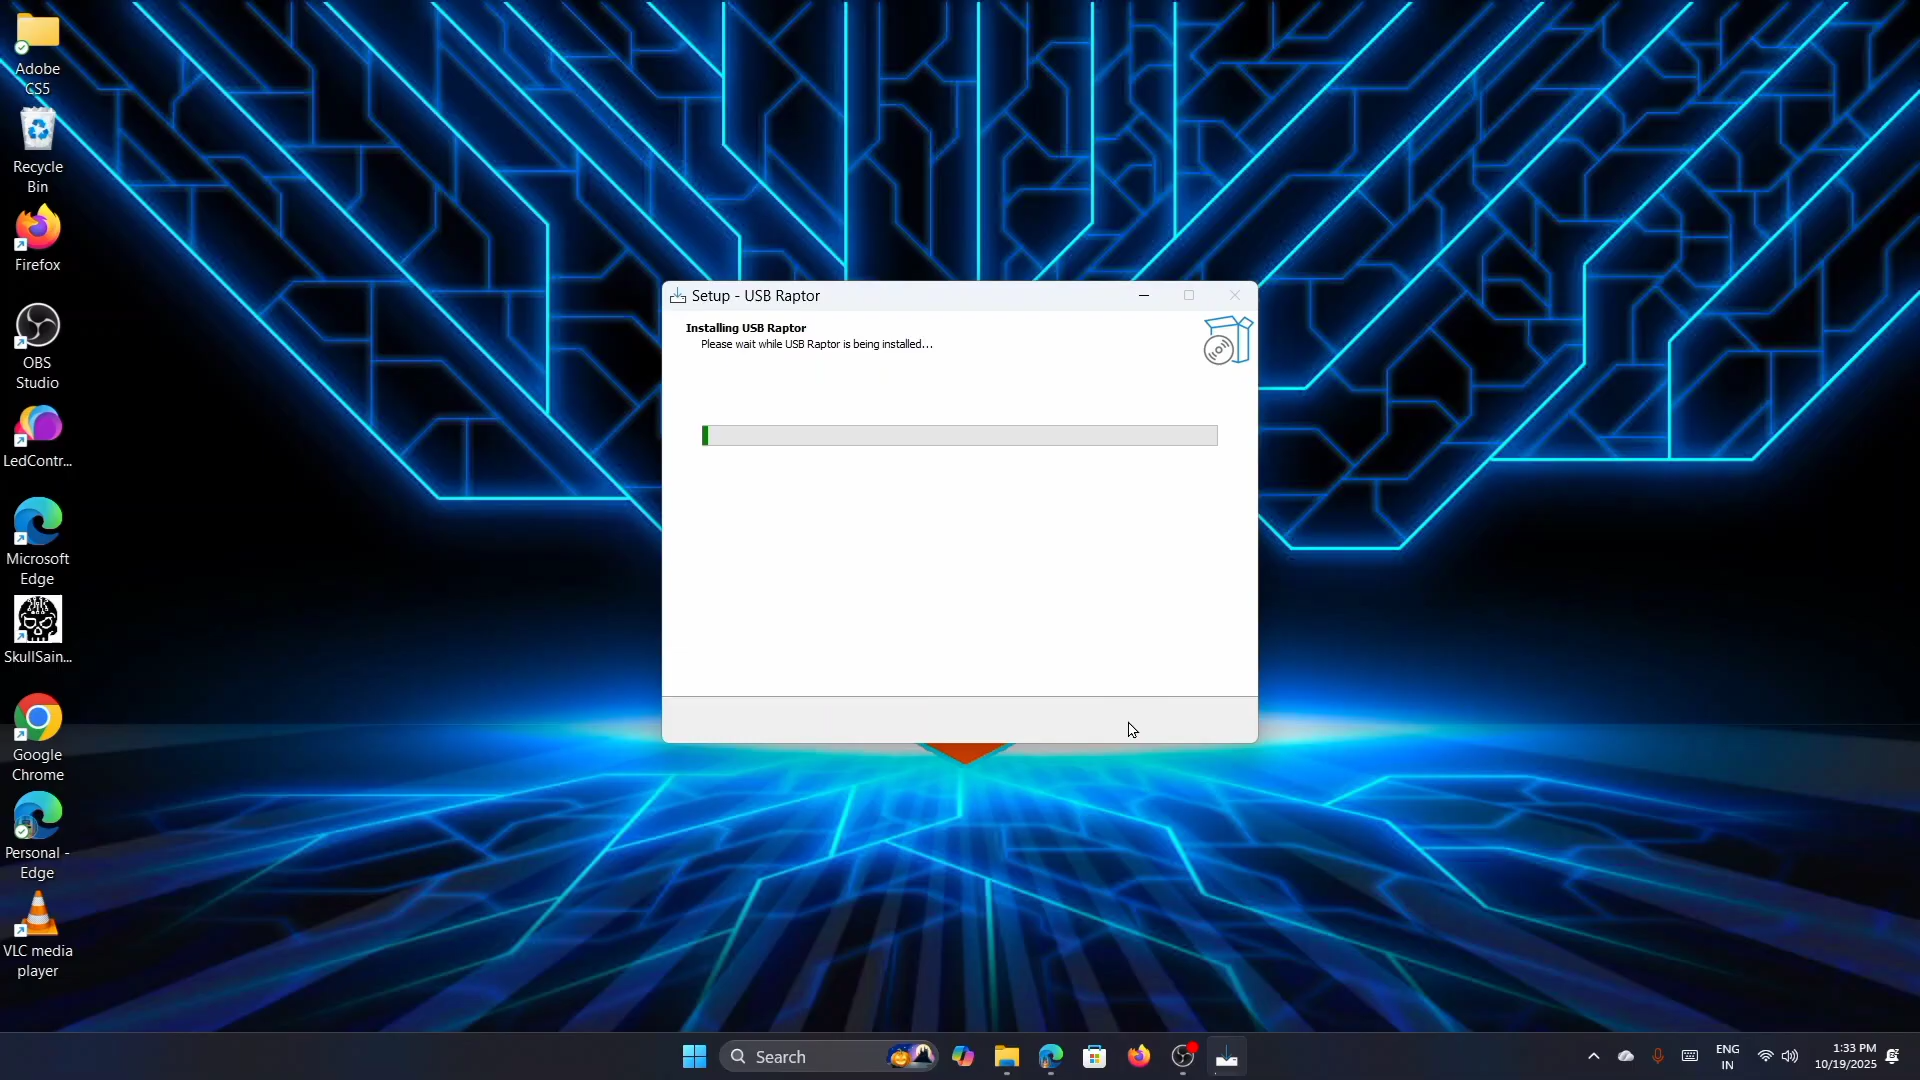 Adobe
CS5
Recycle
Bin
Firefox
OBS
Studio
LedContr...
Microsoft
Edge
SkullSain...
Google
Chrome
Personal -
Edge
VLC media
player
Setup - USB Raptor
Installing USB Raptor
Please wait while USB Raptor is being installed...
Search
ENG
IN
1:33 PM
10/19/2025